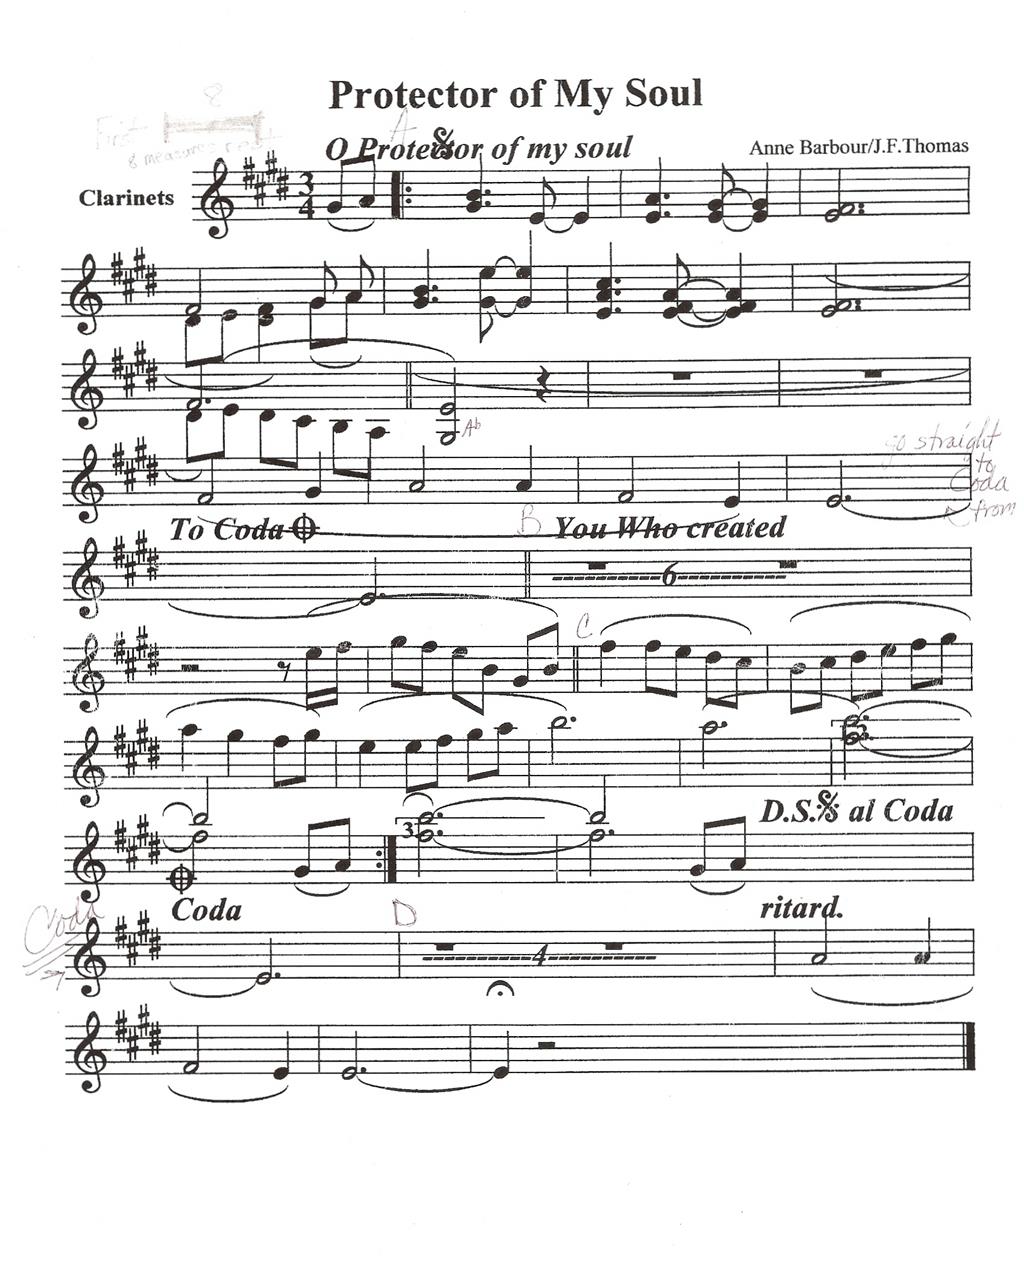 Protector of My Soul
8
First
8 measures rest
A
O Protector of my soul
Anne Barbour/J.F.Thomas
Clarinets
3
4
Ab
go straight
to
Coda
from
To Coda
B
You Who created
6
C
3
D.S. al Coda
3
Coda
Coda
D
ritard.
4